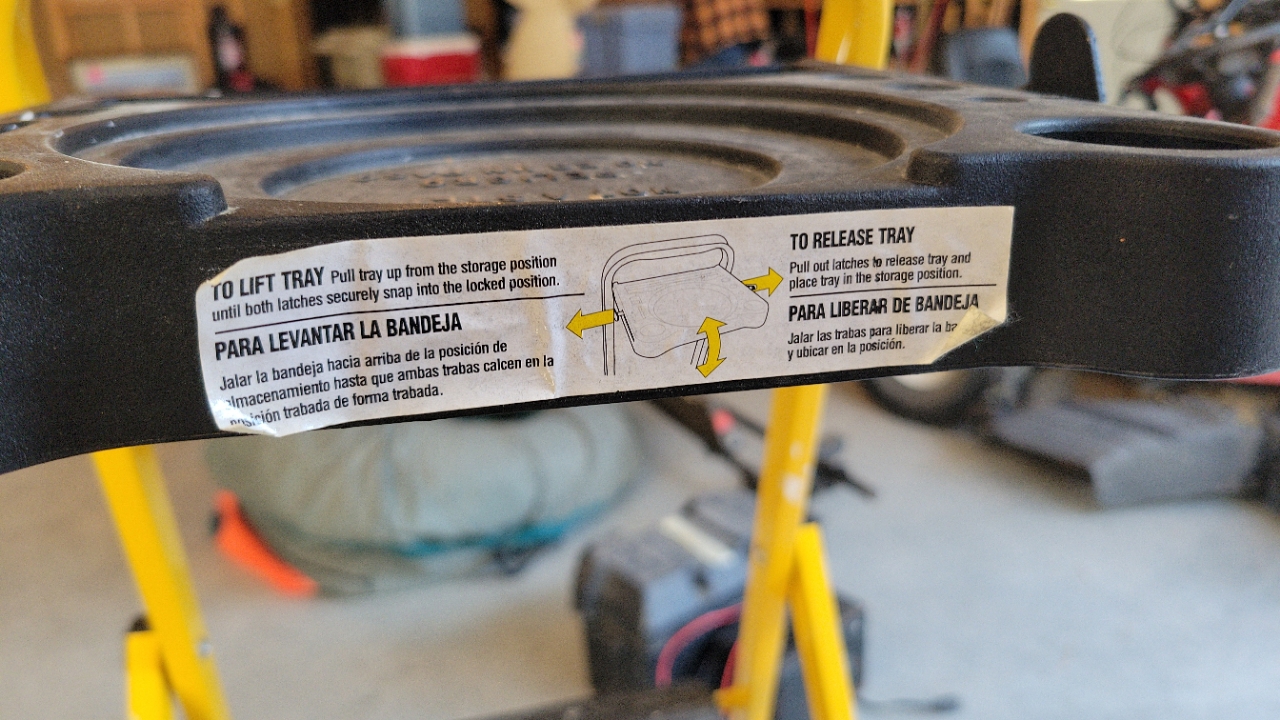 TO LIFT TRAY Pull tray up from the storage position
until both latches securely snap into the locked position.
PARA LEVANTAR LA BANDEJA
Jalar la bandeja hacia arriba de la posición de
almacenamiento hasta que ambas trabas calcen en la
posición trabada de forma trabada.
TO RELEASE TRAY
Pull out latches to release tray and
place tray in the storage position.
PARA LIBERAR DE BANDEJA
Jalar las trabas para liberar la
y ubicar en la posición.